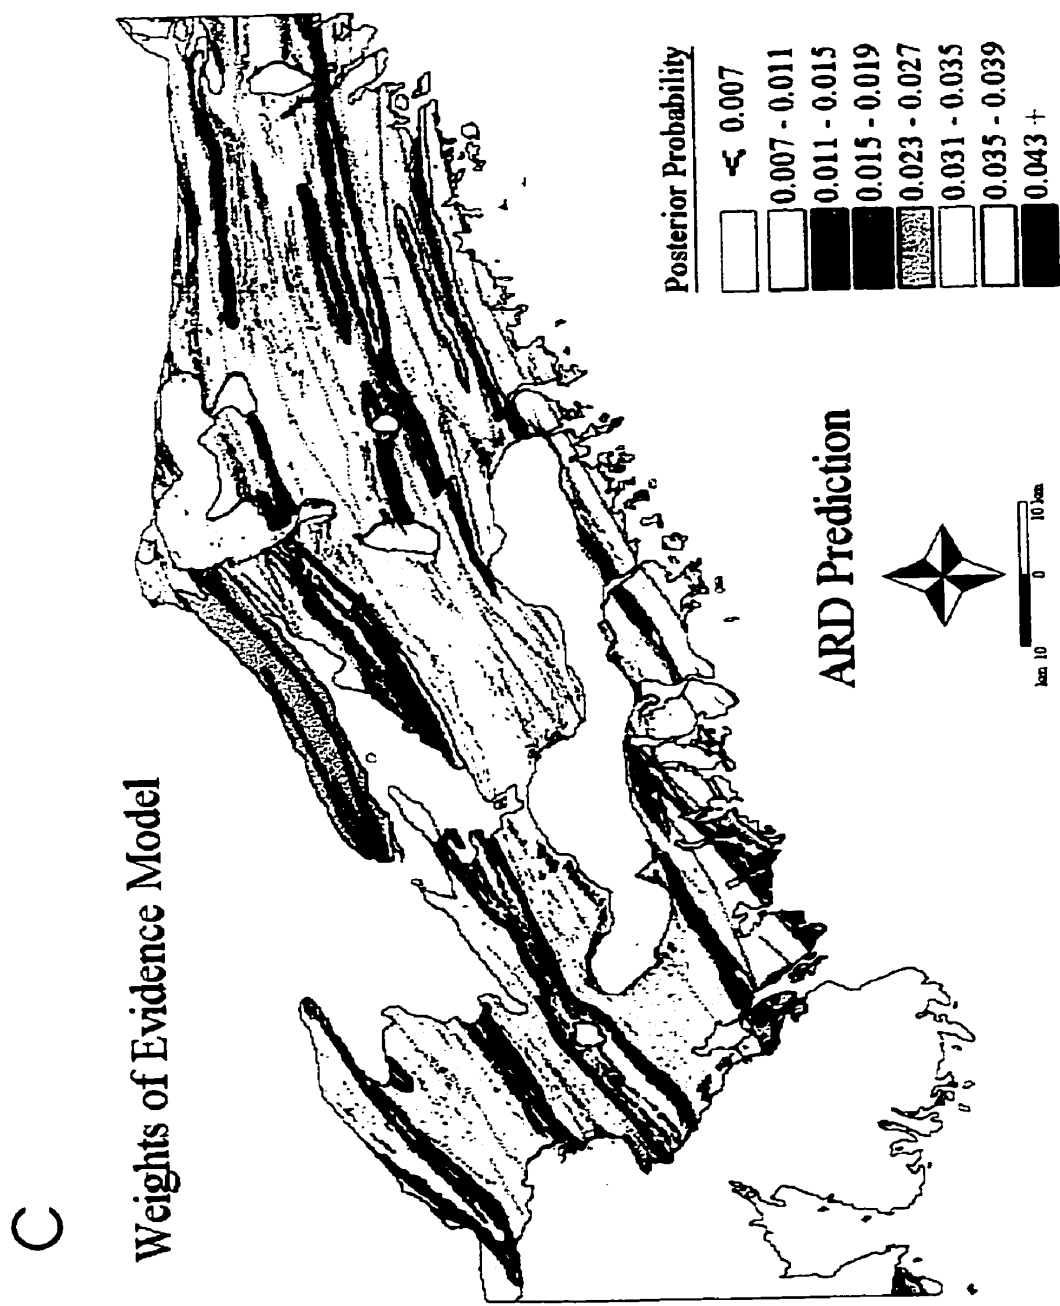 C
Weights of Evidence Model
Posterior Probability
< 0.007
0.007 - 0.011
0.011 - 0.015
0.015 - 0.019
0.023 - 0.027
0.031 - 0.035
0.035 - 0.039
0.043 +
ARD Prediction
km 10 0 10 km